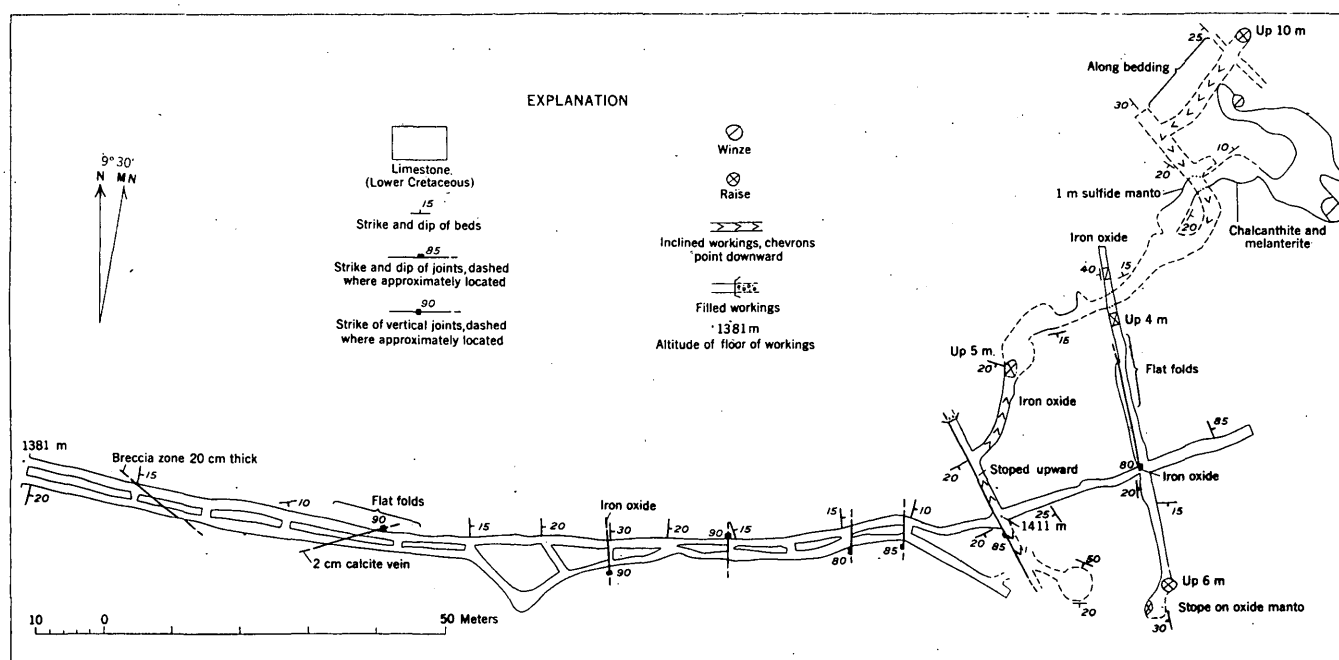 EXPLANATION
9° 30'
N MN
Limestone.
(Lower Cretaceous)
15
Strike and dip of beds
85
Strike and dip of joints, dashed
where approximately located
90
Strike of vertical joints, dashed
where approximately located
Winze
Raise
Inclined workings, chevrons
point downward
Filled workings
1381 m
Altitude of floor of workings
25
Up 10 m
Along bedding
30
10
20
1 m sulfide manto
20
Chalcanthite and
melanterite
Iron oxide
40
15
Up 4 m
15
Up 5 m.
20
Flat folds
Iron oxide
85
20
Stoped upward
80
Iron oxide
20
15
25
1411 m
20
85
50
20
Up 6 m
Stope on oxide manto
30
1381 m
Breccia zone 20 cm thick
15
20
10
Flat folds
90
2 cm calcite vein
15
20
Iron oxide
30
90
20
90
15
15
80
10
85
10 0 50 Meters